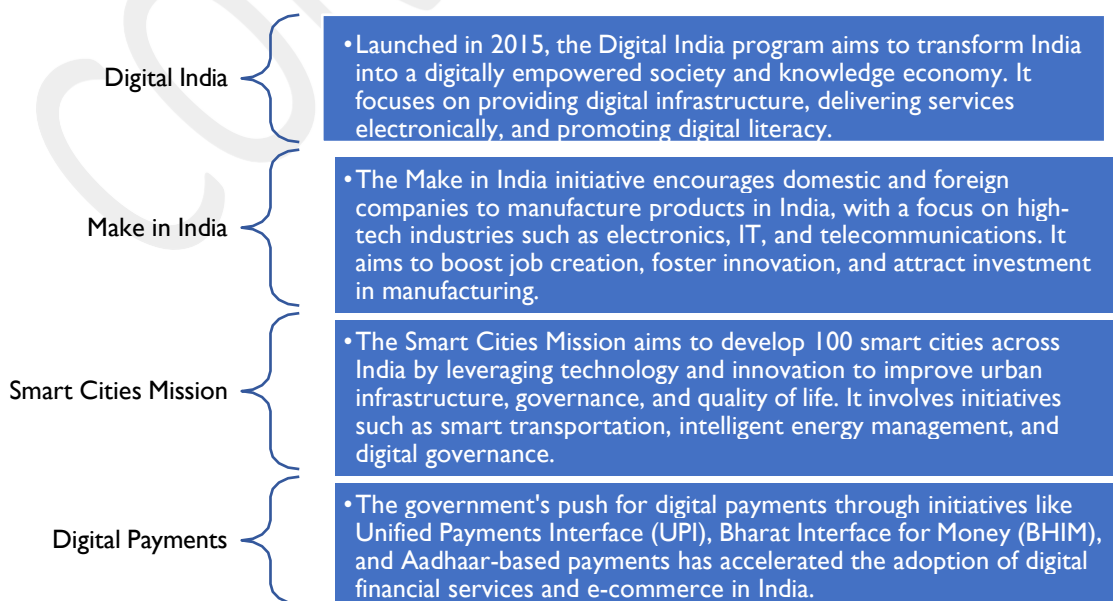 Digital India
•Launched in 2015, the Digital India program aims to transform India
into a digitally empowered society and knowledge economy. It
focuses on providing digital infrastructure, delivering services
electronically, and promoting digital literacy.
Make in India
•The Make in India initiative encourages domestic and foreign
companies to manufacture products in India, with a focus on high-
tech industries such as electronics, IT, and telecommunications. It
aims to boost job creation, foster innovation, and attract investment
in manufacturing.
Smart Cities Mission
•The Smart Cities Mission aims to develop 100 smart cities across
India by leveraging technology and innovation to improve urban
infrastructure, governance, and quality of life. It involves initiatives
such as smart transportation, intelligent energy management, and
digital governance.
Digital Payments
•The government's push for digital payments through initiatives like
Unified Payments Interface (UPI), Bharat Interface for Money (BHIM),
and Aadhaar-based payments has accelerated the adoption of digital
financial services and e-commerce in India.